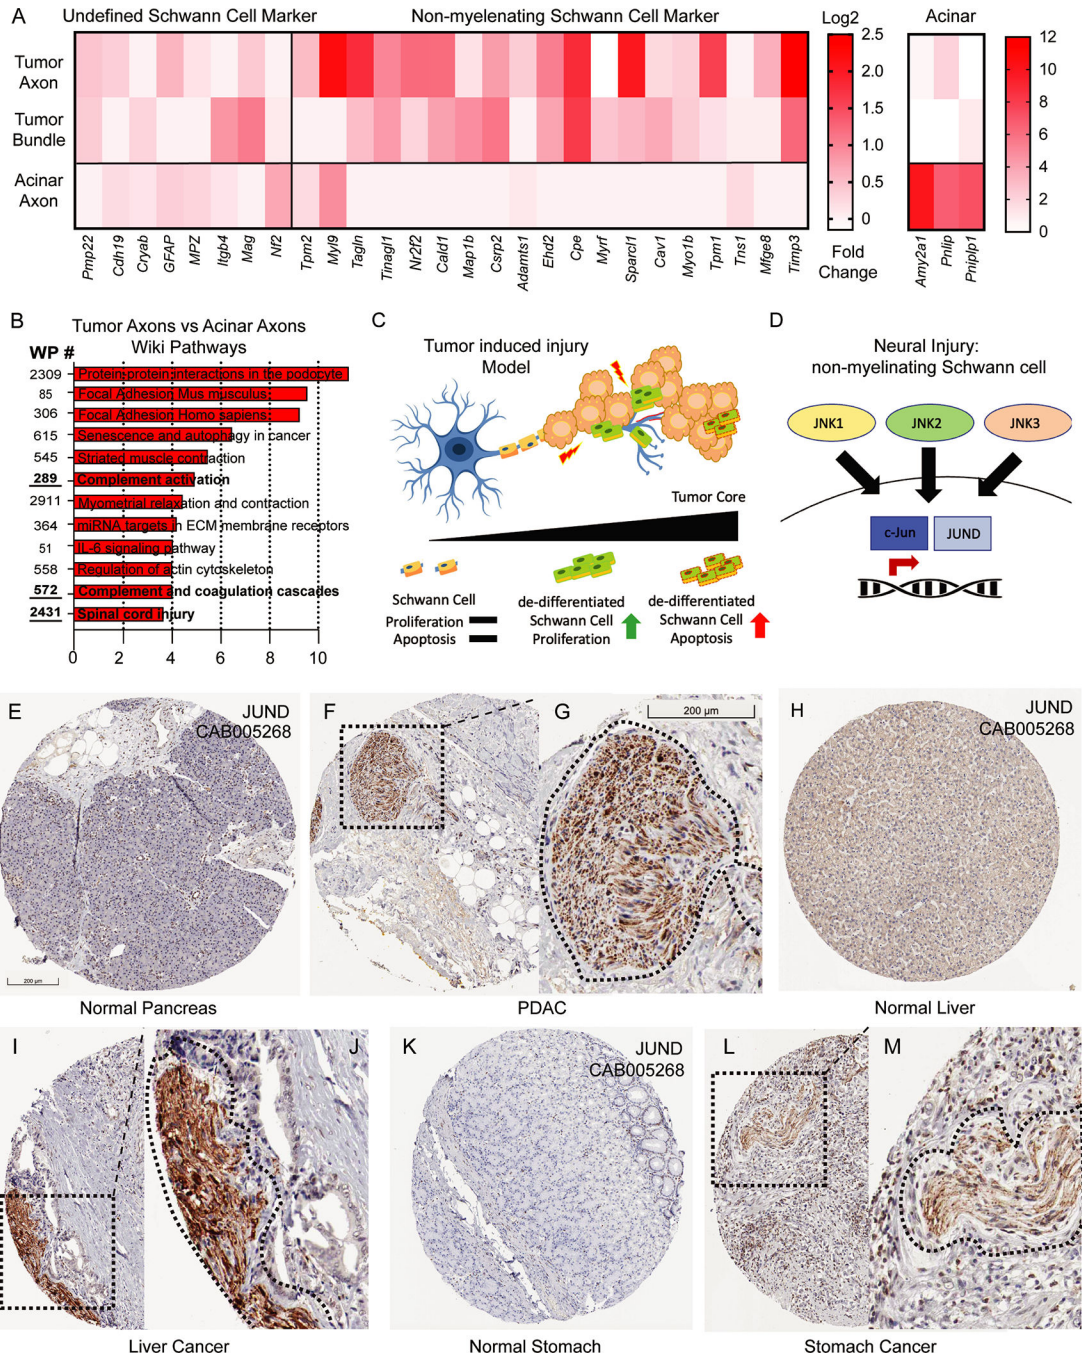 A
Undefined Schwann Cell Marker
Non-myelenating Schwann Cell Marker
Log2
Acinar
Tumor
Axon
Tumor
Bundle
Acinar
Axon
2.5
2.0
1.5
1.0
0.5
0
Fold
Change
12
10
8
6
4
2
0
Pmp22
Cdh19
Cryab
GFAP
MPZ
Itgb4
Mag
Nf2
Tpm2
Myl9
Tagln
Tinagl1
Nr2f2
Cald1
Map1b
Csrp2
Adamts1
Ehd2
Cpe
Myrf
Sparcl1
Cav1
Myo1b
Tpm1
Tns1
Mfge8
Timp3
Amy2a1
Pnlip
Pniplp1
B
Tumor Axons vs Acinar Axons
Wiki Pathways
WP #
2309 Protein-protein interactions in the podocyte
85 Focal Adhesion Mus musculus
306 Focal Adhesion Homo sapiens
615 Senescence and autophagy in cancer
545 Striated muscle contraction
289 Complement activation
2911 Myometrial relaxation and contraction
364 miRNA targets in ECM membrane receptors
51 IL-6 signaling pathway
558 Regulation of actin cytoskeleton
572 Complement and coagulation cascades
2431 Spinal cord injury
0 2 4 6 8 10
C
Tumor induced injury
Model
Tumor Core
Schwann Cell
Proliferation
Apoptosis
de-differentiated
Schwann Cell
Proliferation
de-differentiated
Schwann Cell
Apoptosis
D
Neural Injury:
non-myelinating Schwann cell
JNK1
JNK2
JNK3
c-Jun
JUND
E
JUND
CAB005268
200 µm
Normal Pancreas
F
G
200 µm
PDAC
H
JUND
CAB005268
Normal Liver
I
J
Liver Cancer
K
JUND
CAB005268
Normal Stomach
L
M
Stomach Cancer